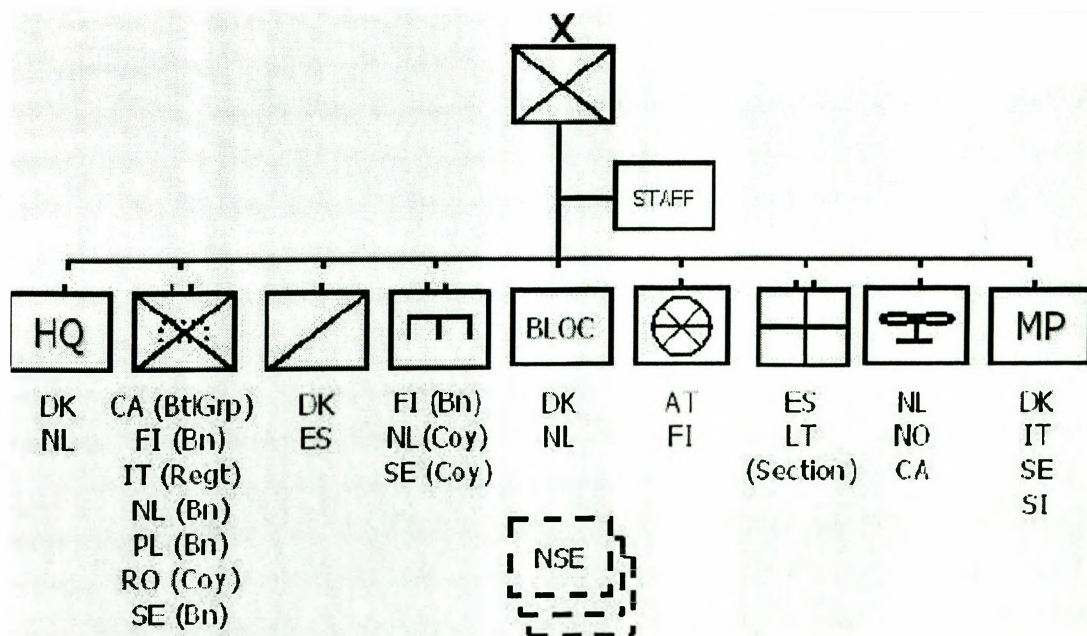 X
STAFF
HQ
BLOC
MP
DK
NL
CA (BtlGrp)
FI (Bn)
IT (Regt)
NL (Bn)
PL (Bn)
RO (Coy)
SE (Bn)
DK
ES
FI (Bn)
NL(Coy)
SE (Coy)
DK
NL
AT
FI
ES
LT
(Section)
NL
NO
CA
DK
IT
SE
SI
NSE